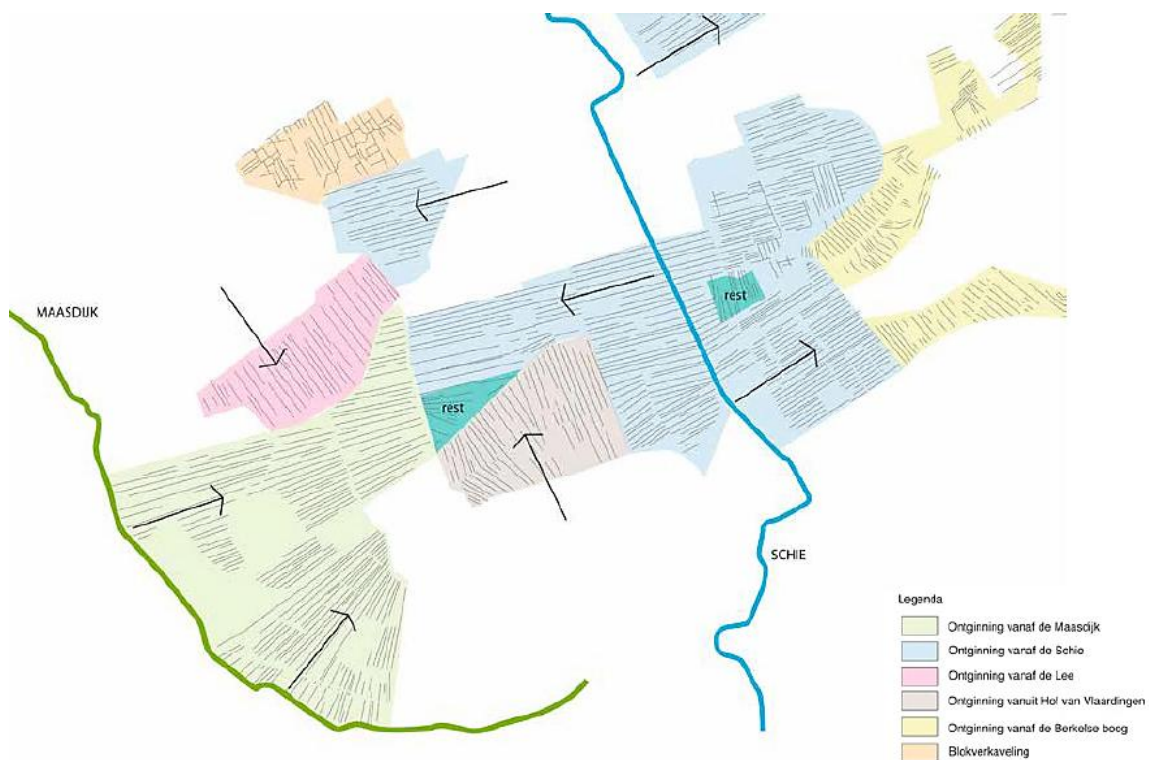 MAASDIJK
rest
rest
SCHIE
Legenda
Ontginning vanaf de Maasdijk
Ontginning vanaf de Schie
Ontginning vanaf de Lee
Ontginning vanuit Hof van Vlaardingen
Ontginning vanaf de Berkelse boog
Blokverkaveling